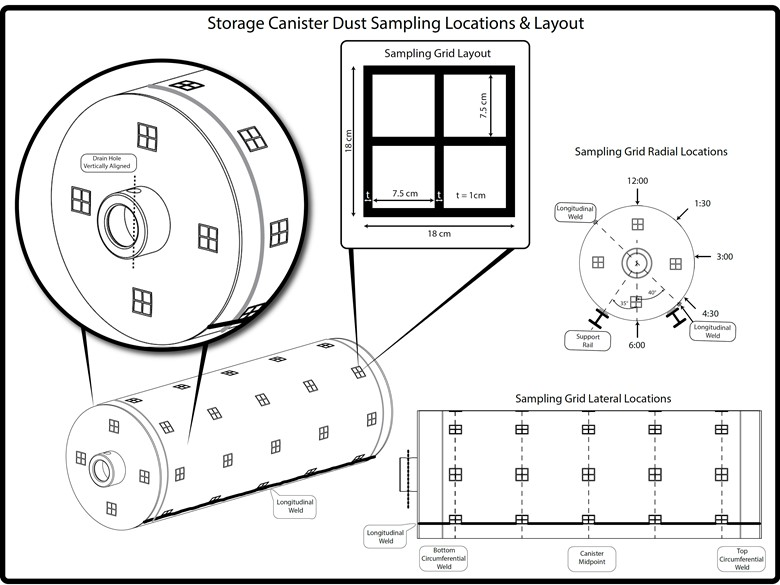 Storage Canister Dust Sampling Locations & Layout
Sampling Grid Layout
7.5 cm
18 cm
t
7.5 cm
t
t = 1cm
18 cm
Drain Hole
Vertically Aligned
Sampling Grid Radial Locations
12:00
Longitudinal
Weld
1:30
3:00
40°
35°
4:30
Longitudinal
Weld
Support
Rail
6:00
Sampling Grid Lateral Locations
Longitudinal
Weld
Longitudinal
Weld
Bottom
Circumferential
Weld
Canister
Midpoint
Top
Circumferential
Weld